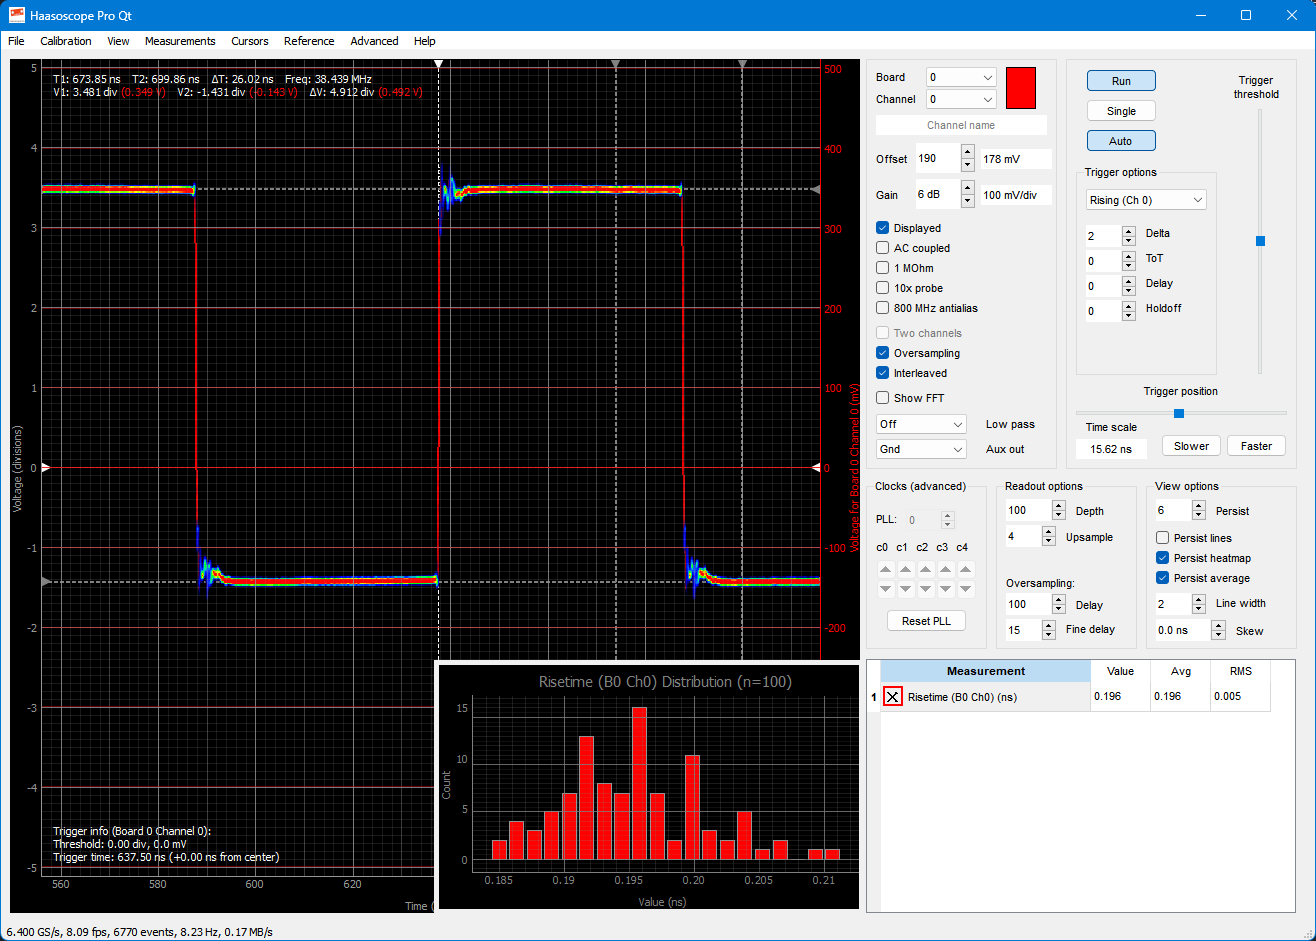 Haasoscope Pro Qt
File Calibration View Measurements Cursors Reference Advanced Help
T1: 673.85 ns T2: 699.86 ns ΔT: 26.02 ns Freq: 38.439 MHz
V1: 3.481 div (0.349 V) V2: -1.431 div (-0.143 V) ΔV: 4.912 div (0.492 V)
5
4
3
2
1
0
-1
-2
-3
-4
-5
Voltage (divisions)
500
400
300
200
100
0
-100
-200
Voltage for Board 0 Channel 0 (mV)
Trigger info (Board 0 Channel 0):
Threshold: 0.00 div, 0.0 mV
Trigger time: 637.50 ns (+0.00 ns from center)
560 580 600 620
Time (
Risetime (B0 Ch0) Distribution (n=100)
15
10
5
0
Count
0.185 0.19 0.195 0.20 0.205 0.21
Value (ns)
Board 0
Channel 0
Channel name
Offset 190 178 mV
Gain 6 dB 100 mV/div
Displayed
AC coupled
1 MOhm
10x probe
800 MHz antialias
Two channels
Oversampling
Interleaved
Show FFT
Off Low pass
Gnd Aux out
Run
Single
Auto
Trigger
threshold
Trigger options
Rising (Ch 0)
2 Delta
0 ToT
0 Delay
0 Holdoff
Trigger position
Time scale
15.62 ns Slower Faster
Clocks (advanced)
PLL: 0
c0 c1 c2 c3 c4
Reset PLL
Readout options
100 Depth
4 Upsample
Oversampling:
100 Delay
15 Fine delay
View options
6 Persist
Persist lines
Persist heatmap
Persist average
2 Line width
0.0 ns Skew
Measurement Value Avg RMS
1 Risetime (B0 Ch0) (ns) 0.196 0.196 0.005
6.400 GS/s, 8.09 fps, 6770 events, 8.23 Hz, 0.17 MB/s